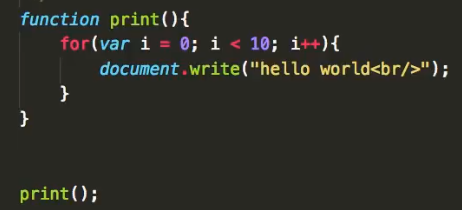 function print(){
    for(var i = 0; i < 10; i++){
        document.write("hello world<br/>");
    }
}
print();